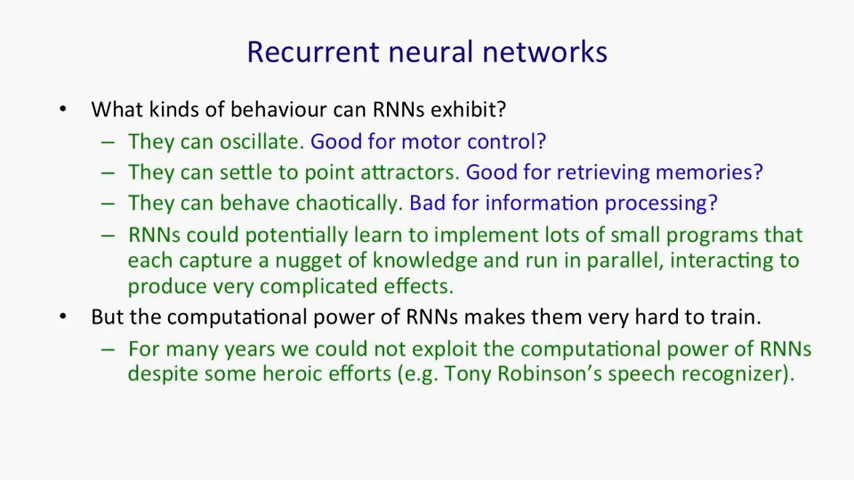 Recurrent neural networks
• What kinds of behaviour can RNNs exhibit?
– They can oscillate. Good for motor control?
– They can settle to point attractors. Good for retrieving memories?
– They can behave chaotically. Bad for information processing?
– RNNs could potentially learn to implement lots of small programs that
each capture a nugget of knowledge and run in parallel, interacting to
produce very complicated effects.
• But the computational power of RNNs makes them very hard to train.
– For many years we could not exploit the computational power of RNNs
despite some heroic efforts (e.g. Tony Robinson’s speech recognizer).